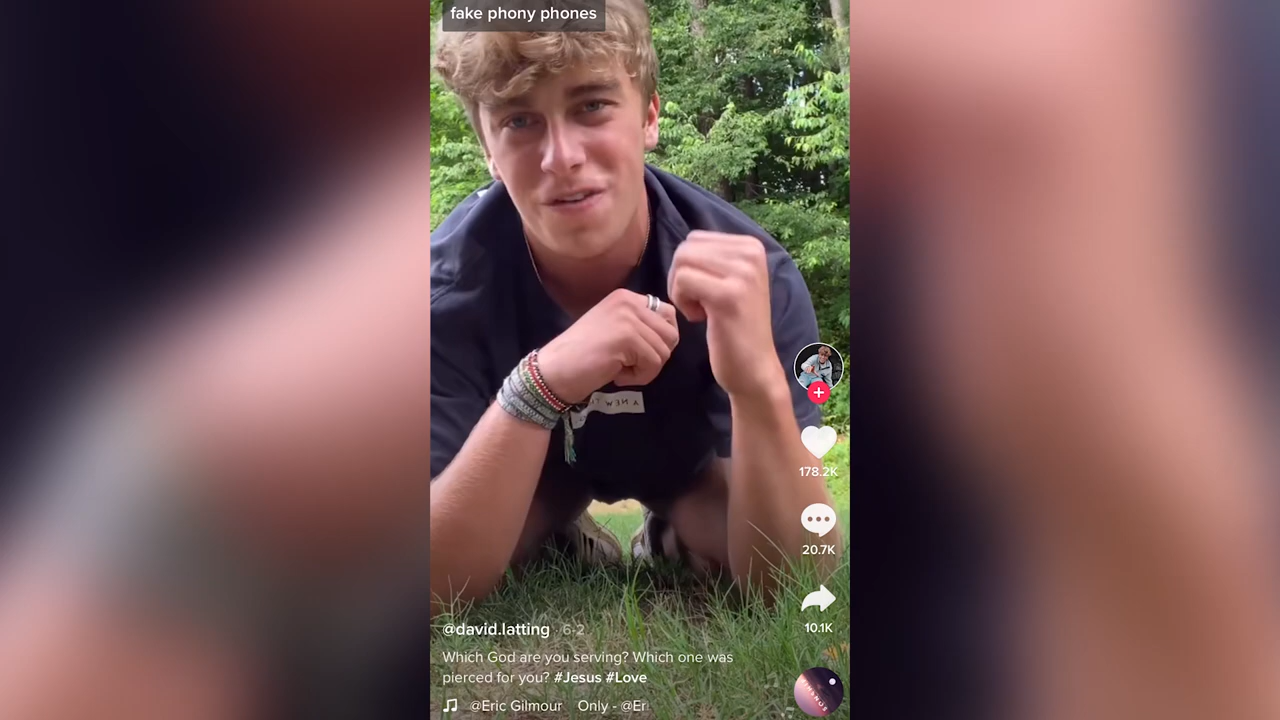 fake phony phones
178.2K
20.7K
10.1K
@david.latting · 6-2
Which God are you serving? Which one was
pierced for you? #Jesus #Love
@Eric Gilmour Only - @Er